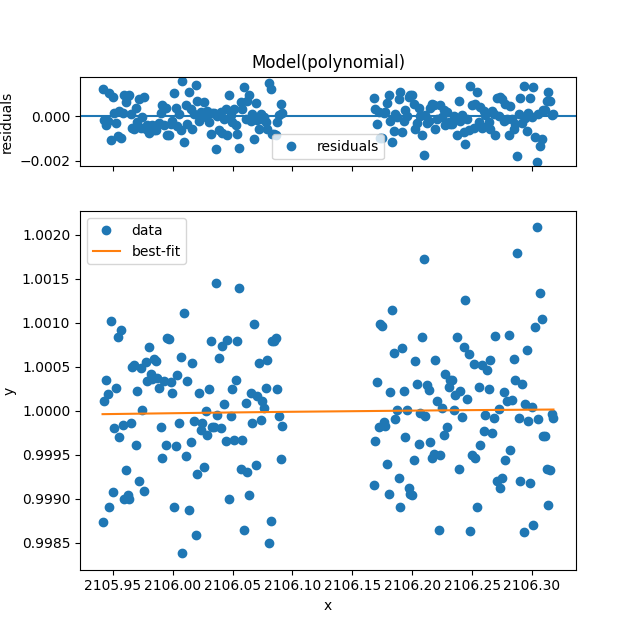 Model(polynomial)
residuals
0.000
−0.002
residuals
y
1.0020
1.0015
1.0010
1.0005
1.0000
0.9995
0.9990
0.9985
data
best-fit
2105.95 2106.00 2106.05 2106.10 2106.15 2106.20 2106.25 2106.30
x